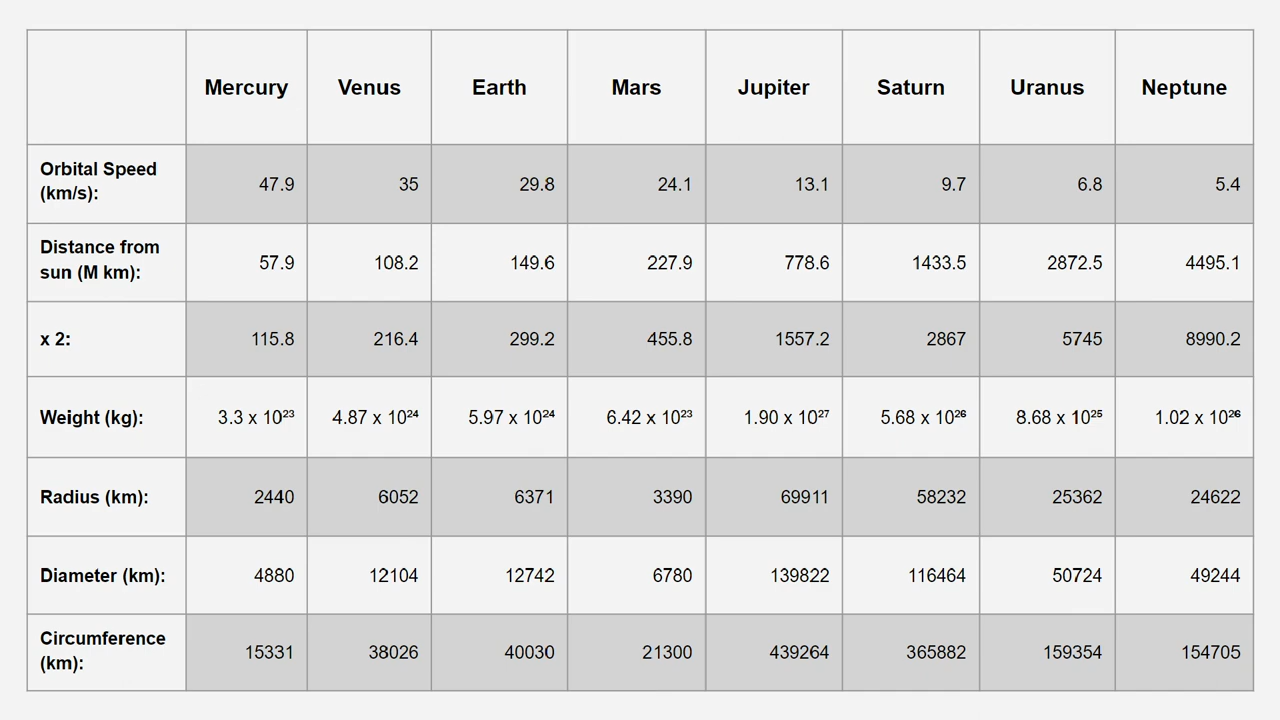 Mercury Venus Earth Mars Jupiter Saturn Uranus Neptune
Orbital Speed
(km/s): 47.9 35 29.8 24.1 13.1 9.7 6.8 5.4
Distance from
sun (M km): 57.9 108.2 149.6 227.9 778.6 1433.5 2872.5 4495.1
x 2: 115.8 216.4 299.2 455.8 1557.2 2867 5745 8990.2
Weight (kg): 3.3 x 10²³ 4.87 x 10²⁴ 5.97 x 10²⁴ 6.42 x 10²³ 1.90 x 10²⁷ 5.68 x 10²⁶ 8.68 x 10²⁵ 1.02 x 10²⁶
Radius (km): 2440 6052 6371 3390 69911 58232 25362 24622
Diameter (km): 4880 12104 12742 6780 139822 116464 50724 49244
Circumference
(km): 15331 38026 40030 21300 439264 365882 159354 154705